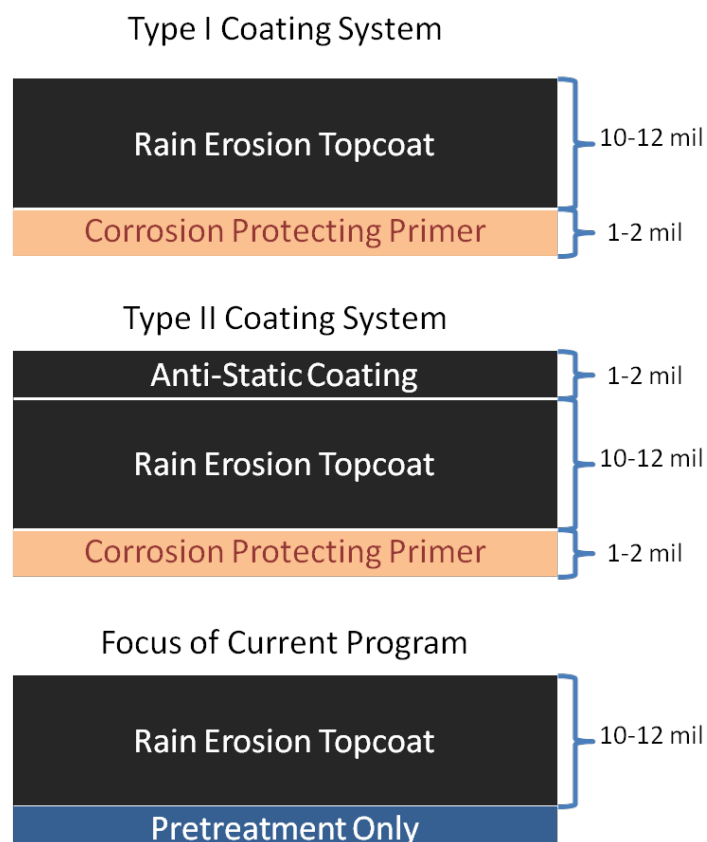 Type I Coating System
Rain Erosion Topcoat
10-12 mil
Corrosion Protecting Primer
1-2 mil
Type II Coating System
Anti-Static Coating
1-2 mil
Rain Erosion Topcoat
10-12 mil
Corrosion Protecting Primer
1-2 mil
Focus of Current Program
Rain Erosion Topcoat
10-12 mil
Pretreatment Only